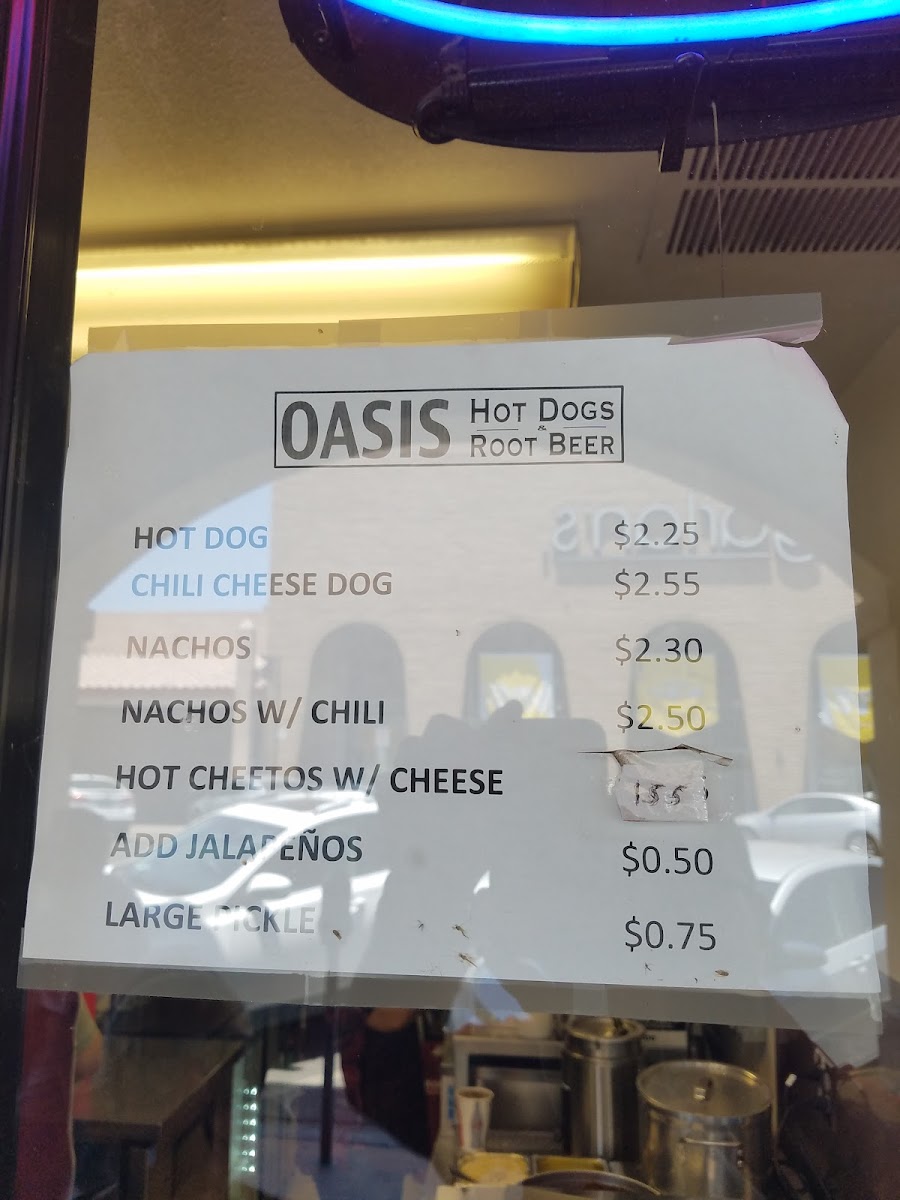 OASIS HOT DOGS & ROOT BEER
HOT DOG $2.25
CHILI CHEESE DOG $2.55
NACHOS $2.30
NACHOS W/ CHILI $2.50
HOT CHEETOS W/ CHEESE 155
ADD JALAPEÑOS $0.50
LARGE PICKLE $0.75